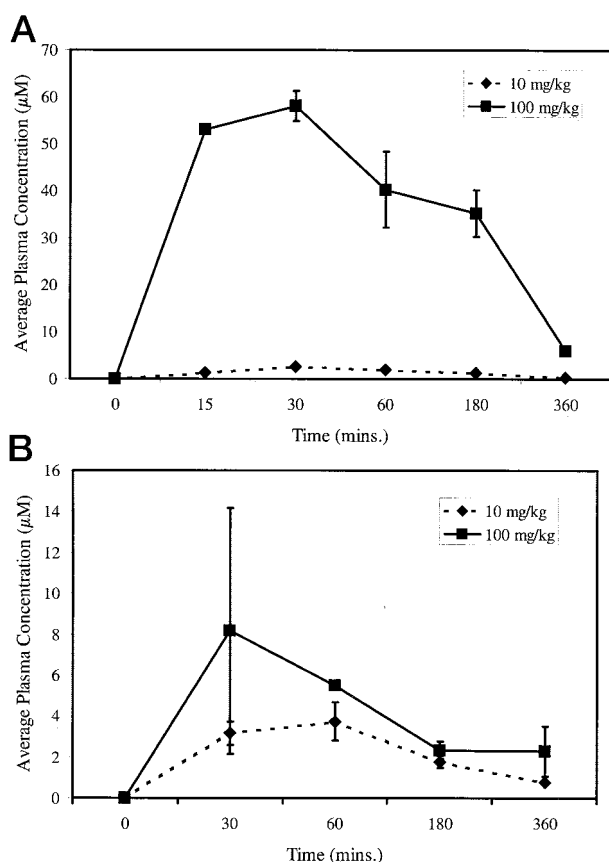 A
Average Plasma Concentration (μM)
70
60
50
40
30
20
10
0
10 mg/kg
100 mg/kg
0 15 30 60 180 360
Time (mins.)
B
Average Plasma Concentration (μM)
16
14
12
10
8
6
4
2
0
10 mg/kg
100 mg/kg
0 30 60 180 360
Time (mins.)